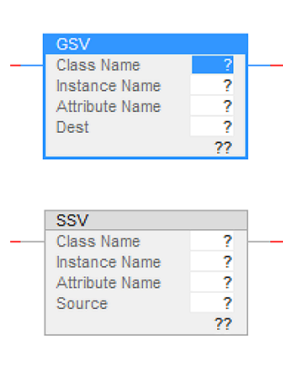 GSV
Class Name ?
Instance Name ?
Attribute Name ?
Dest ?
??
SSV
Class Name ?
Instance Name ?
Attribute Name ?
Source ?
??